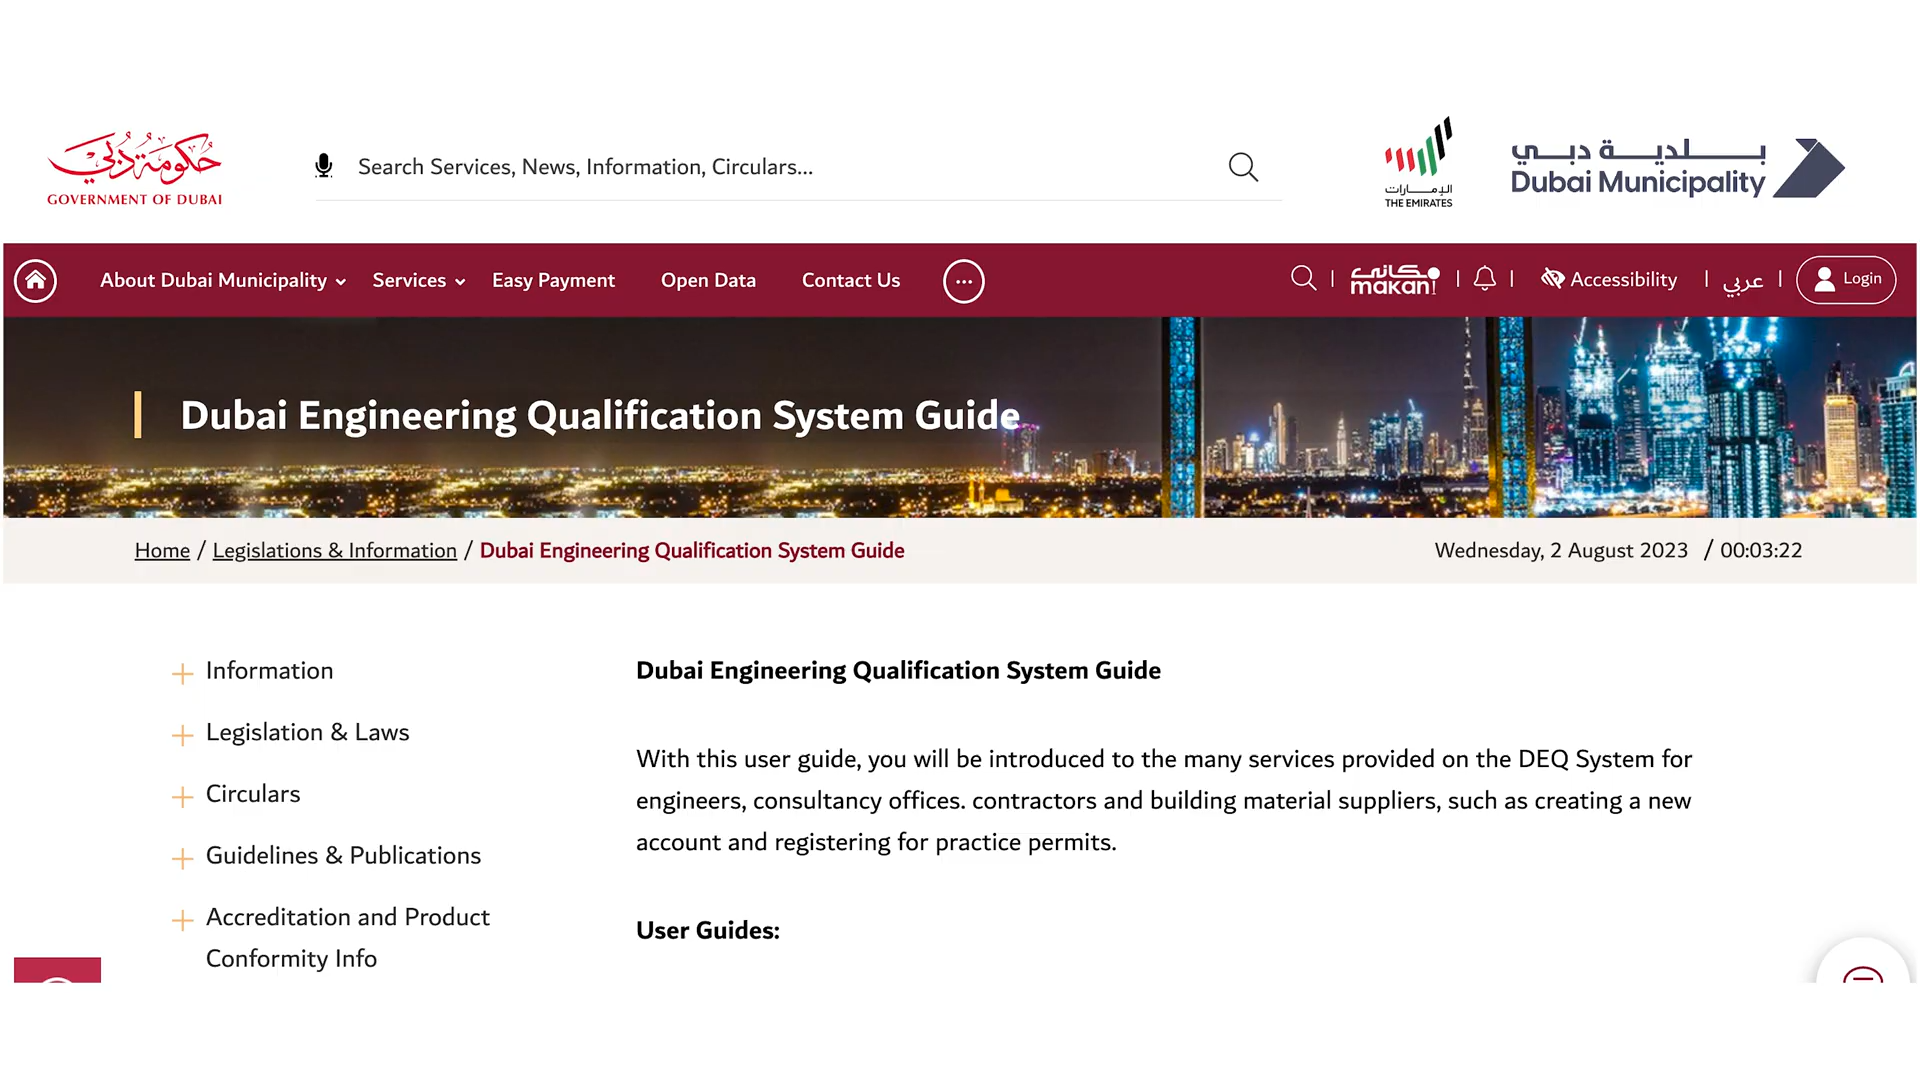 حكومة دبي
GOVERNMENT OF DUBAI
Search Services, News, Information, Circulars...
الإمارات
THE EMIRATES
بلدية دبي
Dubai Municipality
About Dubai Municipality
Services
Easy Payment
Open Data
Contact Us
مكاني
makani
Accessibility
عربي
Login
Dubai Engineering Qualification System Guide
Home / Legislations & Information / Dubai Engineering Qualification System Guide
Wednesday, 2 August 2023 / 00:03:22
Information
Legislation & Laws
Circulars
Guidelines & Publications
Accreditation and Product
Conformity Info
Dubai Engineering Qualification System Guide
With this user guide, you will be introduced to the many services provided on the DEQ System for
engineers, consultancy offices. contractors and building material suppliers, such as creating a new
account and registering for practice permits.
User Guides: